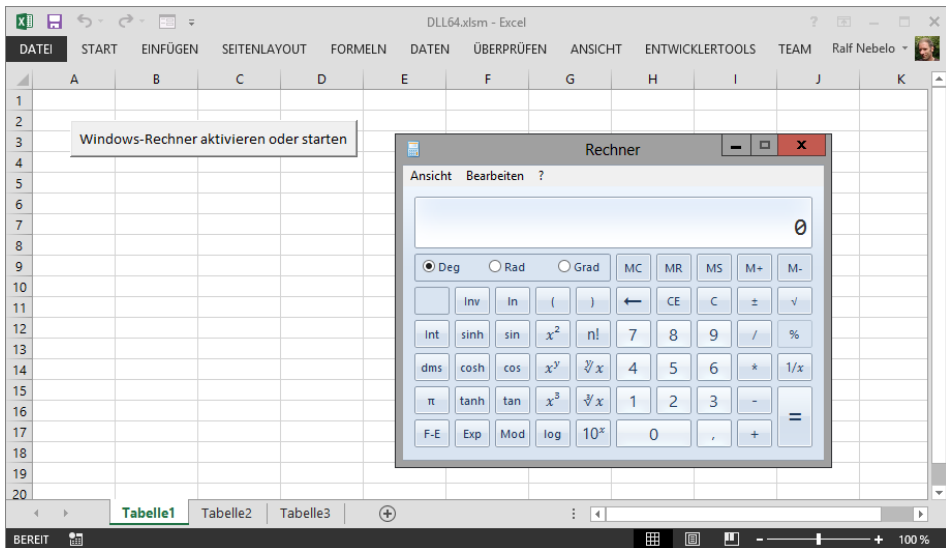 DLL64.xlsm - Excel ?
DATEI START EINFÜGEN SEITENLAYOUT FORMELN DATEN ÜBERPRÜFEN ANSICHT ENTWICKLERTOOLS TEAM Ralf Nebelo
A B C D E F G H I J K
1
2
3
4
5
6
7
8
9
10
11
12
13
14
15
16
17
18
19
20
Windows-Rechner aktivieren oder starten
Rechner
Ansicht Bearbeiten ?
0
Deg Rad Grad MC MR MS M+ M-
Inv ln ( ) ← CE C ± √
Int sinh sin x² n! 7 8 9 / %
dms cosh cos xʸ ʸ√x 4 5 6 * 1/x
π tanh tan x³ ³√x 1 2 3 - =
F-E Exp Mod log 10ˣ 0 , +
Tabelle1 Tabelle2 Tabelle3
BEREIT 100 %